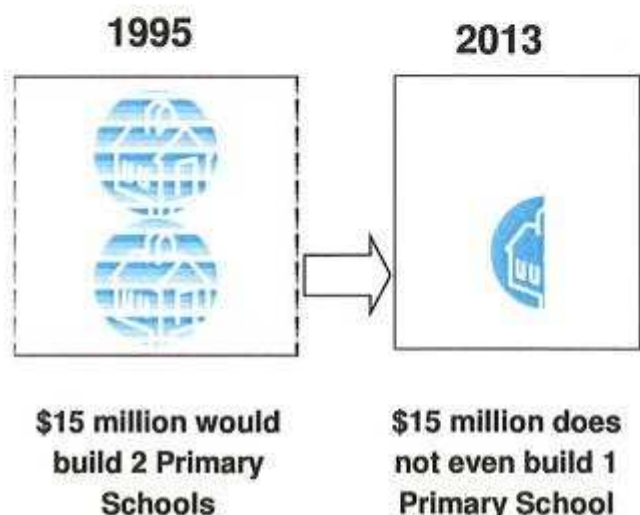 1995
2013
$15 million would
build 2 Primary
Schools
$15 million does
not even build 1
Primary School